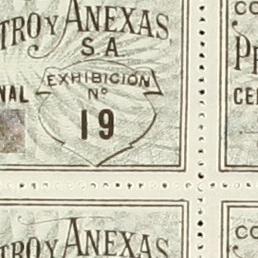 TRO Y ANEXAS
S.A
NAL
EXHIBICION
Nº
19
CO
CE
TRO Y ANEXAS
CO